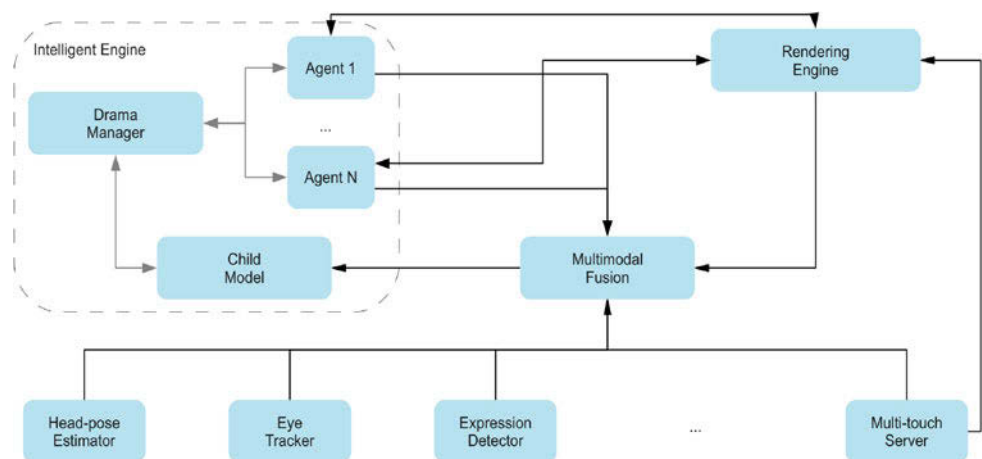 Intelligent Engine
Agent 1
Rendering
Engine
Drama
Manager
...
Agent N
Child
Model
Multimodal
Fusion
Head-pose
Estimator
Eye
Tracker
Expression
Detector
...
Multi-touch
Server